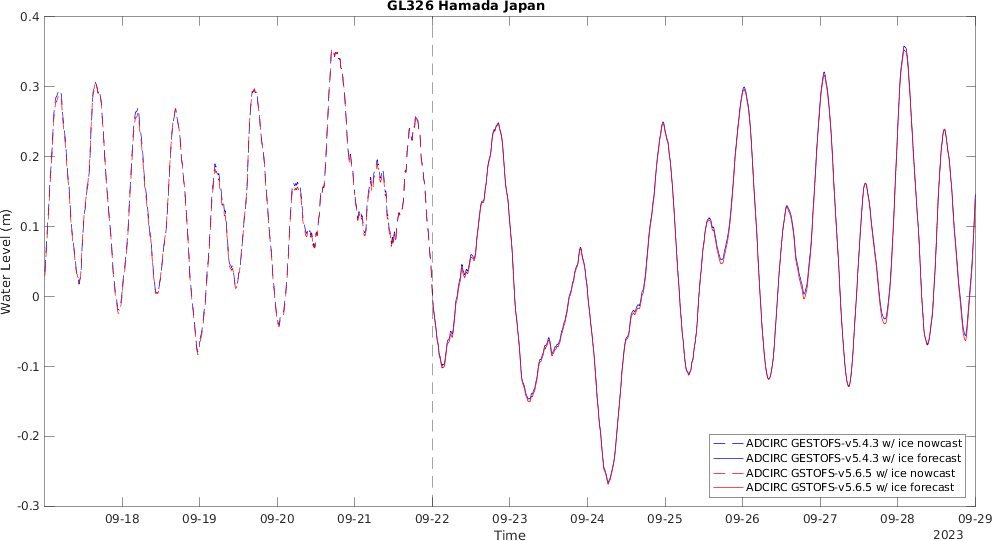 GL326 Hamada Japan
0.4
0.3
0.2
0.1
0
-0.1
-0.2
-0.3
Water Level (m)
ADCIRC GESTOFS-v5.4.3 w/ ice nowcast
ADCIRC GESTOFS-v5.4.3 w/ ice forecast
ADCIRC GSTOFS-v5.6.5 w/ ice nowcast
ADCIRC GSTOFS-v5.6.5 w/ ice forecast
09-18 09-19 09-20 09-21 09-22 09-23 09-24 09-25 09-26 09-27 09-28 09-29
Time
2023